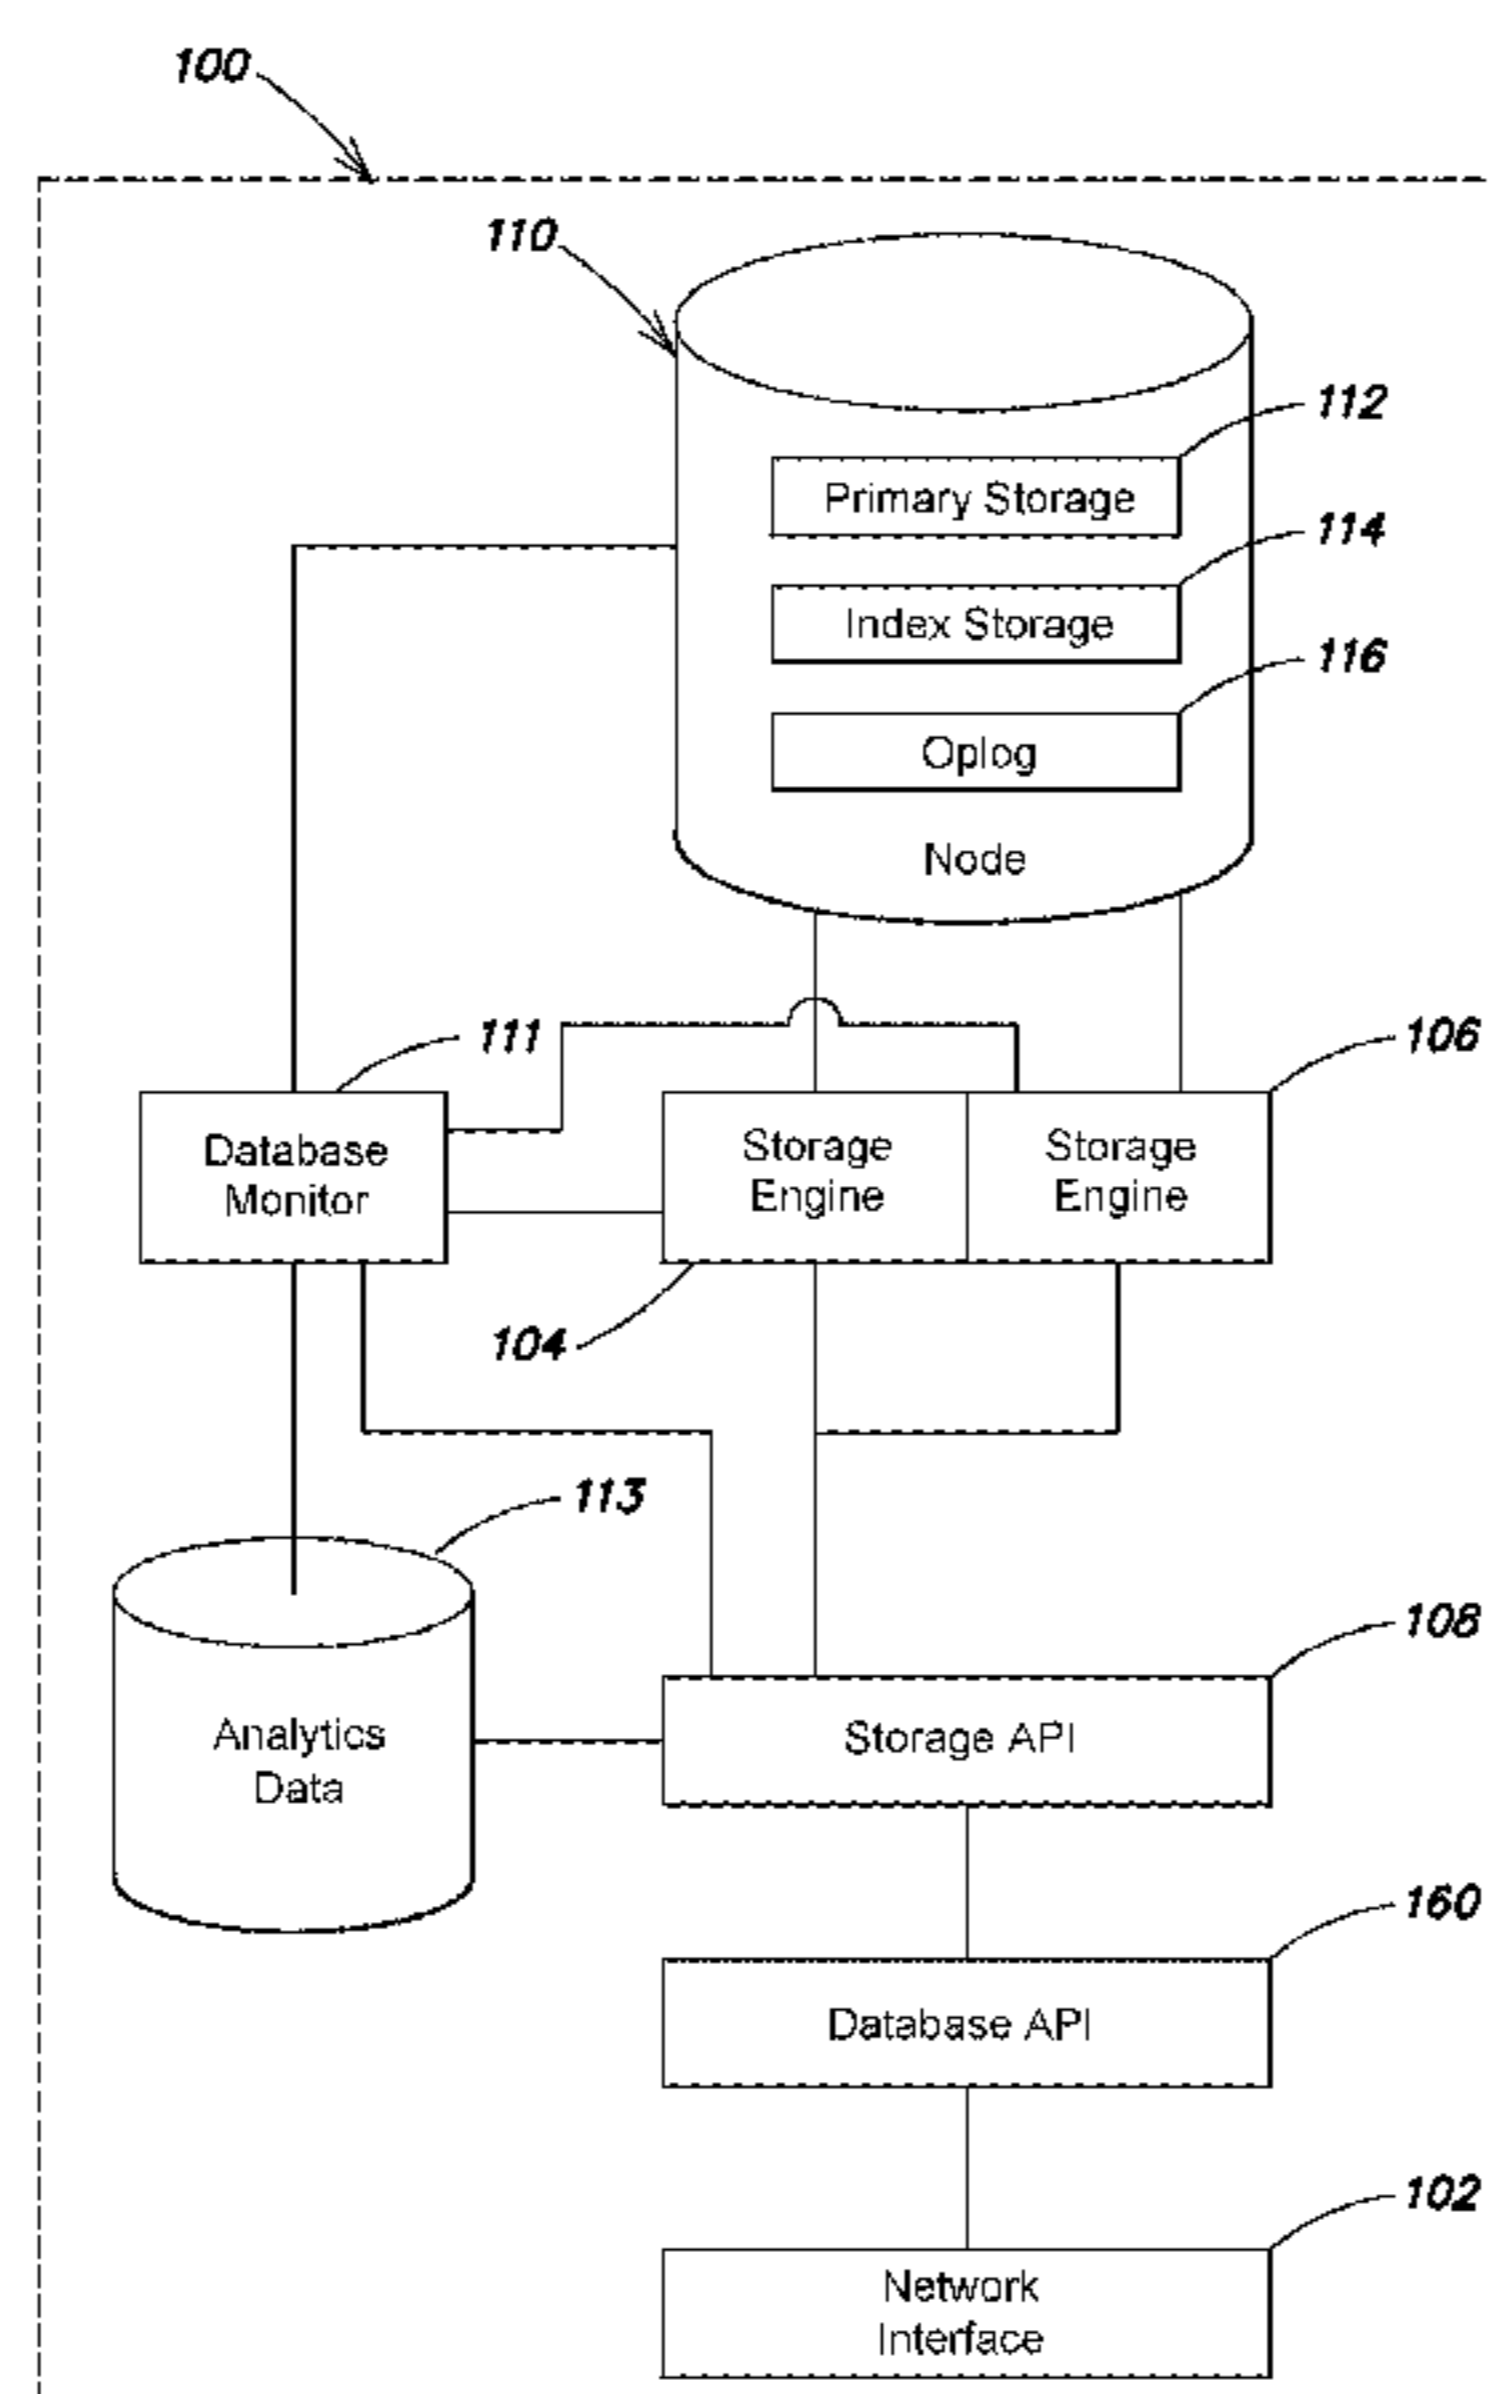 100
110
112
Primary Storage
114
Index Storage
116
Oplog
Node
111
106
Database
Monitor
Storage
Engine
Storage
Engine
104
113
108
Analytics
Data
Storage API
160
Database API
102
Network
Interface